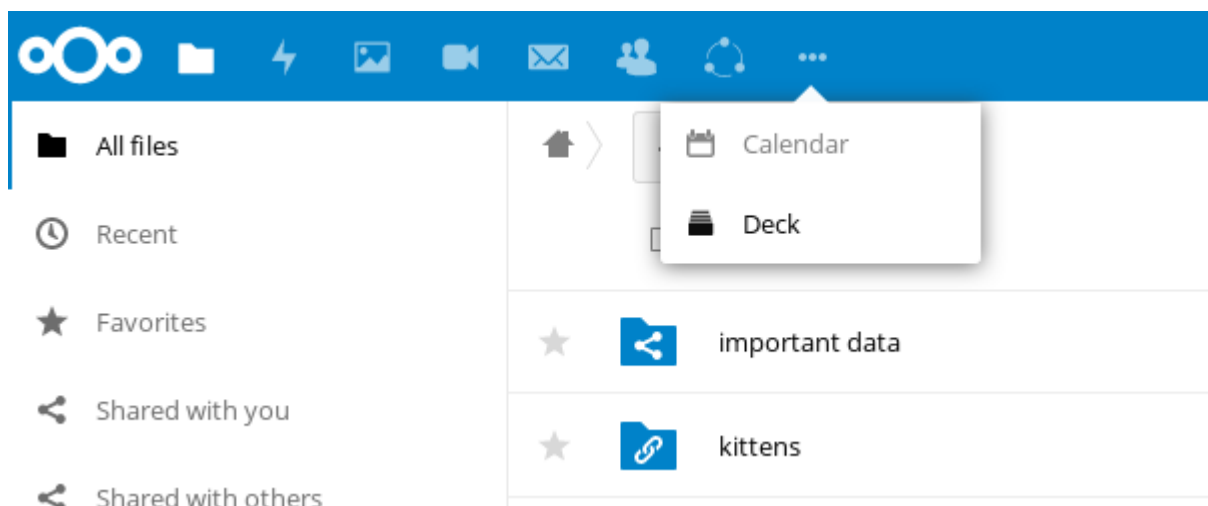 All files
Recent
Favorites
Shared with you
Shared with others
Calendar
Deck
important data
kittens